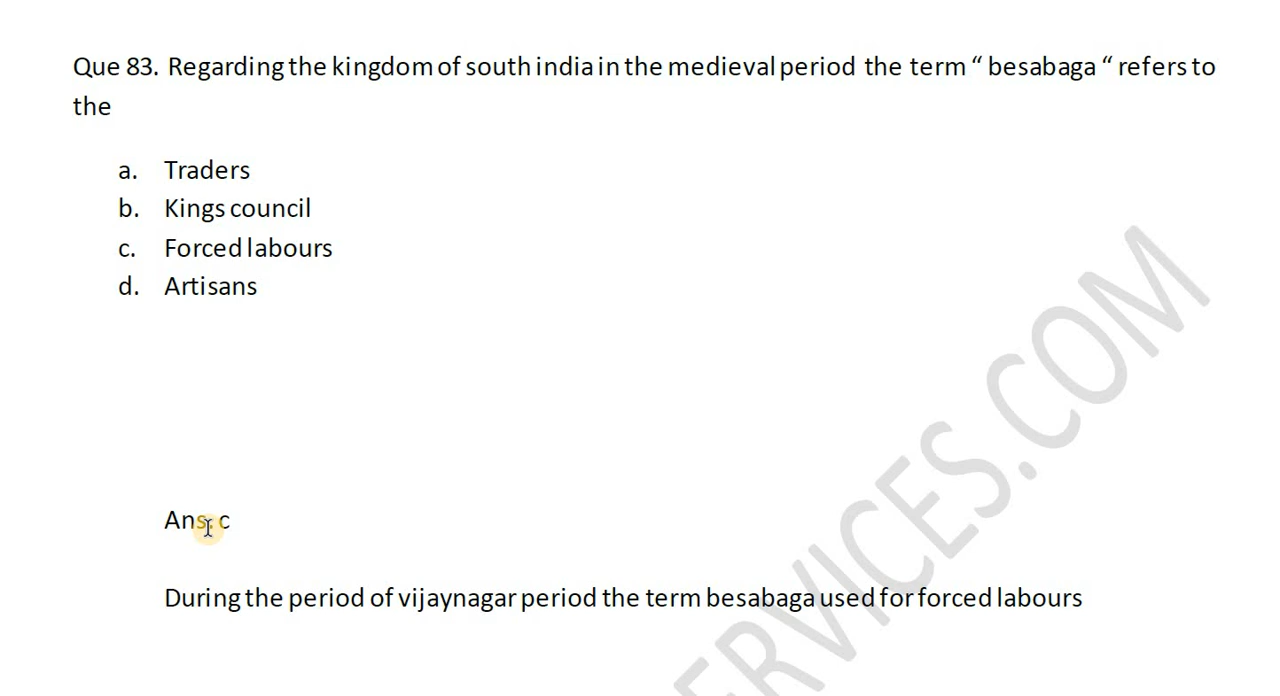 Que 83. Regarding the kingdom of south india in the medieval period the term “ besabaga “ refers to
the
a. Traders
b. Kings council
c. Forced labours
d. Artisans
ERVICES.COM
Ans: c
During the period of vijaynagar period the term besabaga used for forced labours